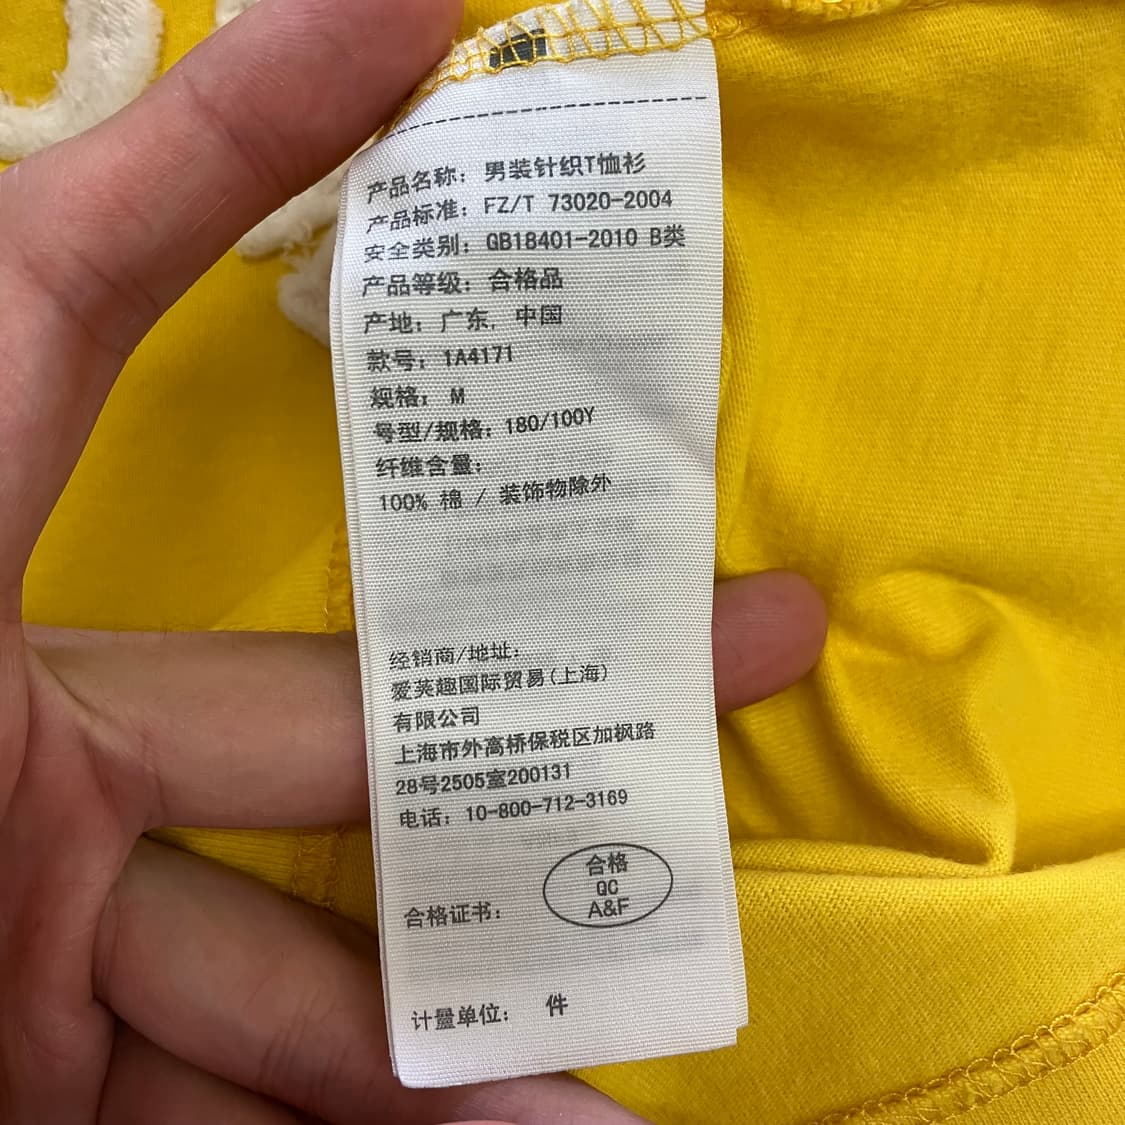 产品名称: 男装针织T恤衫
产品标准: FZ/T 73020-2004
安全类别: GB18401-2010 B类
产品等级: 合格品
产地: 广东, 中国
款号: 1A4171
规格: M
号型/规格: 180/100Y
纤维含量:
100% 棉 / 装饰物除外
经销商/地址:
爱芙趣国际贸易(上海)
有限公司
上海市外高桥保税区加枫路
28号2505室200131
电话: 10-800-712-3169
合格
QC
A&F
合格证书:
计量单位: 件